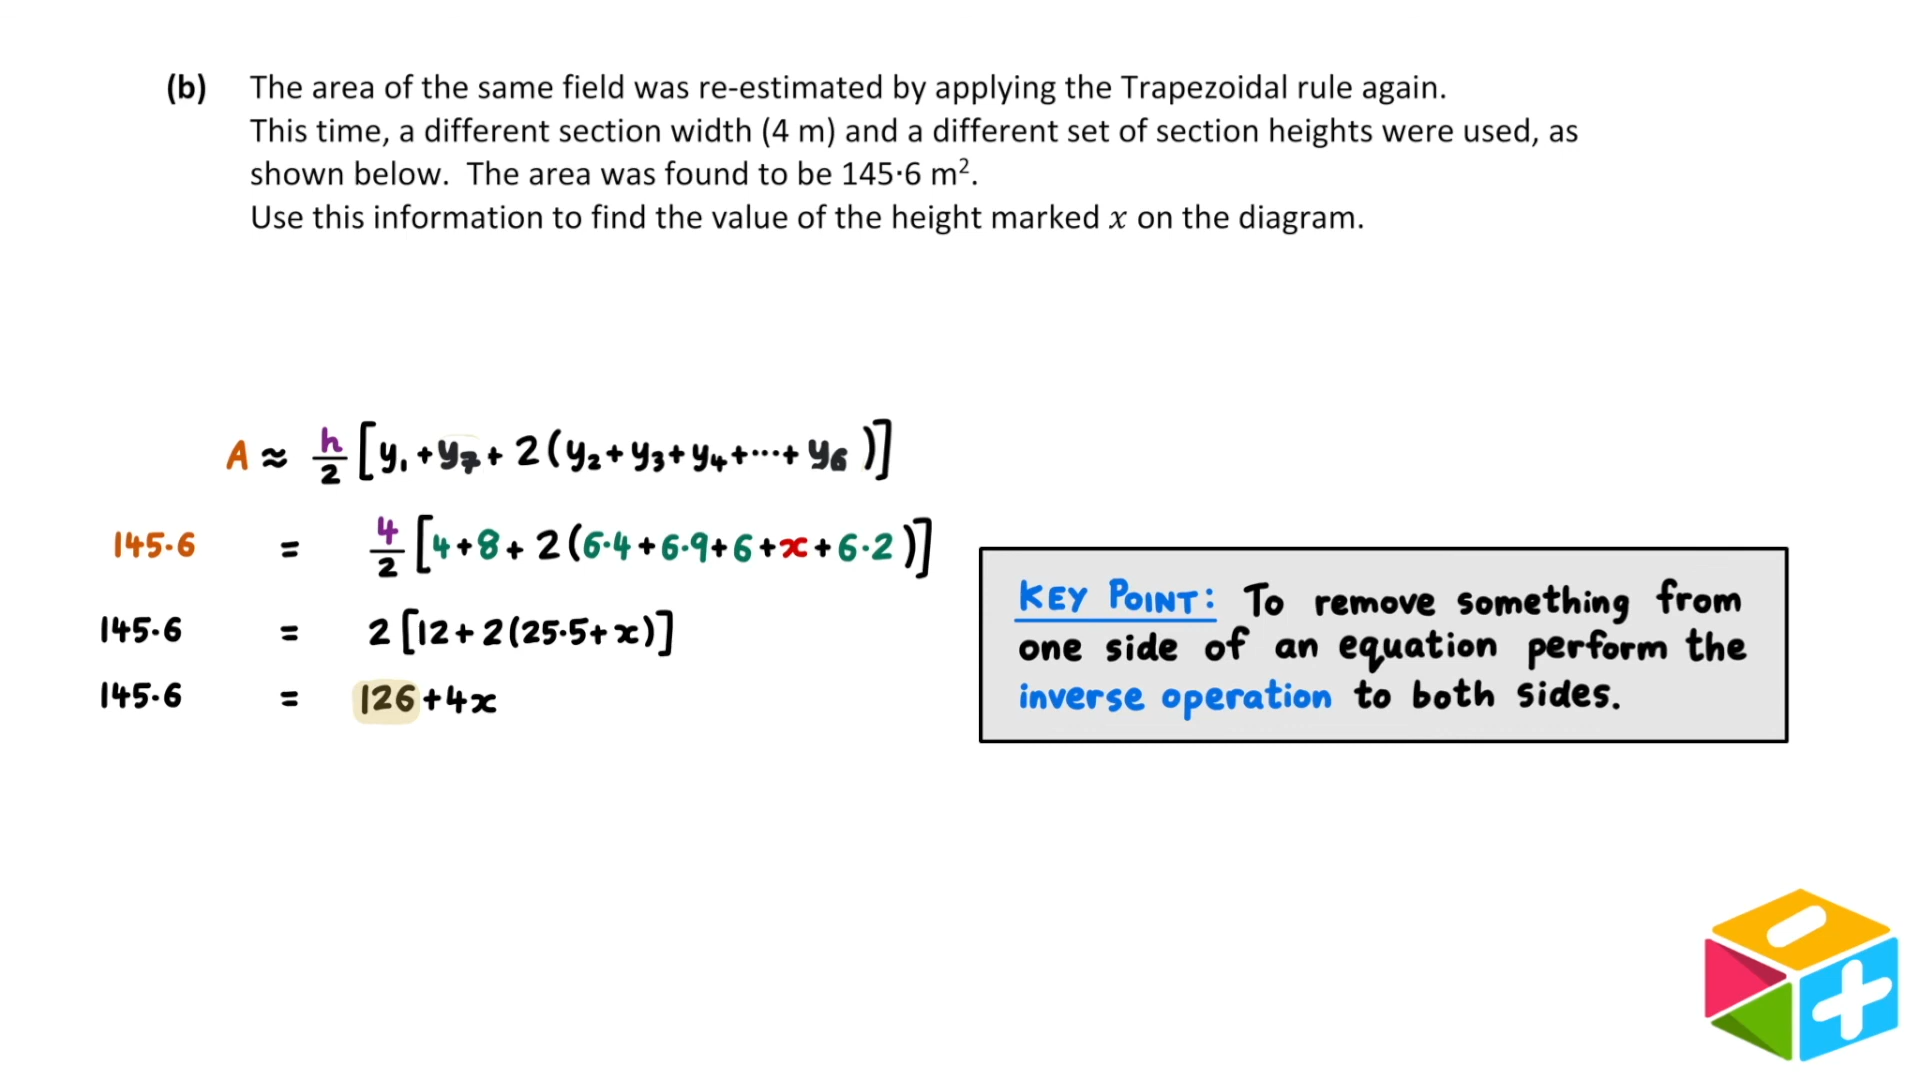 (b) The area of the same field was re-estimated by applying the Trapezoidal rule again.
This time, a different section width (4 m) and a different set of section heights were used, as
shown below. The area was found to be 145·6 m².
Use this information to find the value of the height marked x on the diagram.
A ≈ h/2 [y₁ + y₇ + 2(y₂ + y₃ + y₄ + ··· + y₆)]
145·6 = 4/2 [4 + 8 + 2(6·4 + 6·9 + 6 + x + 6·2)]
145·6 = 2[12 + 2(25·5 + x)]
145·6 = 126 + 4x
KEY POINT: To remove something from
one side of an equation perform the
inverse operation to both sides.